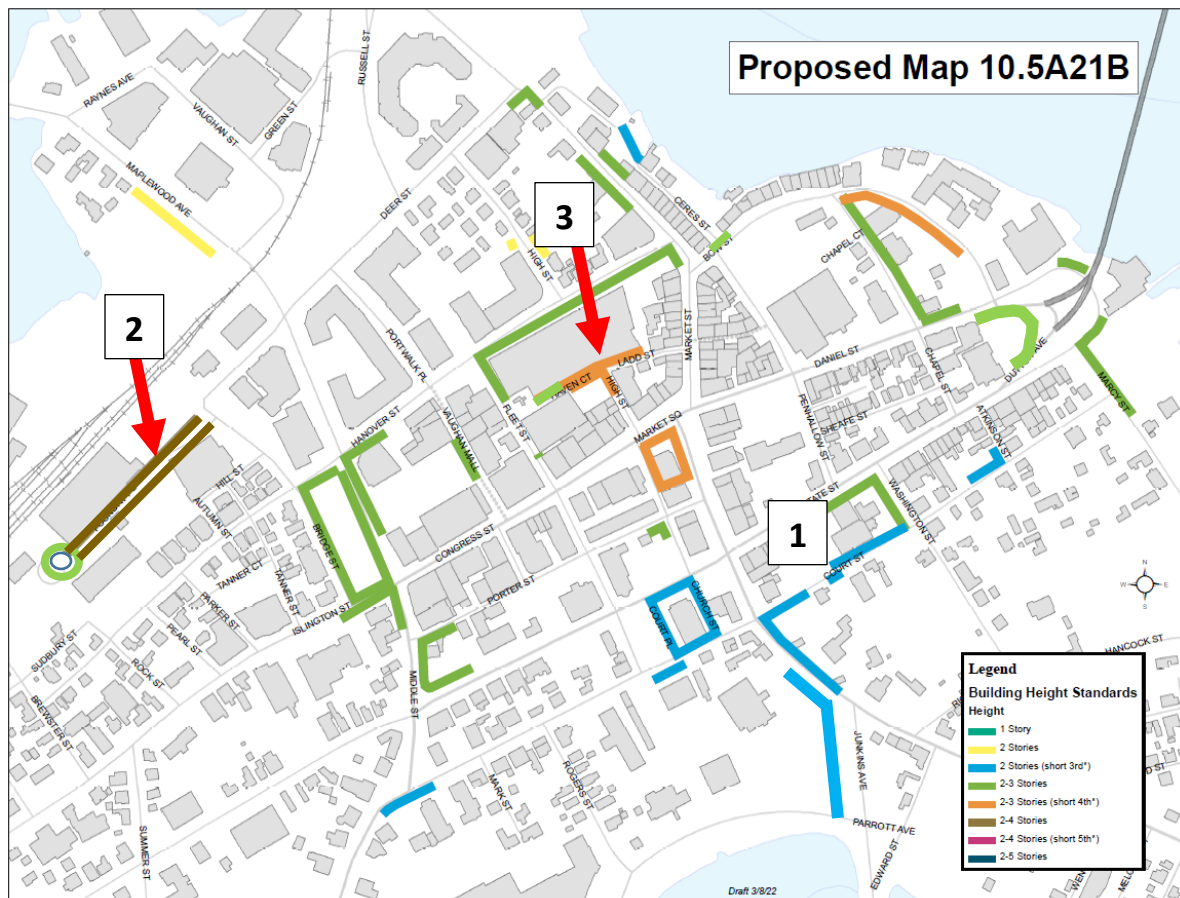 Proposed Map 10.5A21B
RAYNES AVE
VAUGHAN ST
GREEN ST
RUSSELL ST
MAPLEWOOD AVE
DEER ST
3
HIGH ST
CERES ST
BOW ST
CHAPEL CT
2
PORTWALK PL
MARKET ST
LADD ST
HAVEN CT
HIGH ST
DANIEL ST
CHAPEL ST
MARCY ST
HANOVER ST
VAUGHAN MALL
FLEET ST
MARKET SQ
PENHALLOW ST
SHEAFE ST
ATKINSON ST
HILL ST
AUTUMN ST
BRIDGE ST
CONGRESS ST
STATE ST
WASHINGTON ST
1
TANNER CT
TANNER ST
PORTER ST
COURT ST
CHURCH ST
COURT PL
ISLINGTON ST
PARKER ST
PEARL ST
SUDBURY ST
ROCK ST
BREWSTER ST
MIDDLE ST
N
W
E
S
HANCOCK ST
JUNKINS AVE
MARK ST
ROGERS ST
SUMMER ST
PARROTT AVE
EDWARD ST
Legend
Building Height Standards
Height
1 Story
2 Stories
2 Stories (short 3rd*)
2-3 Stories
2-3 Stories (short 4th*)
2-4 Stories
2-4 Stories (short 5th*)
2-5 Stories
Draft 3/8/22